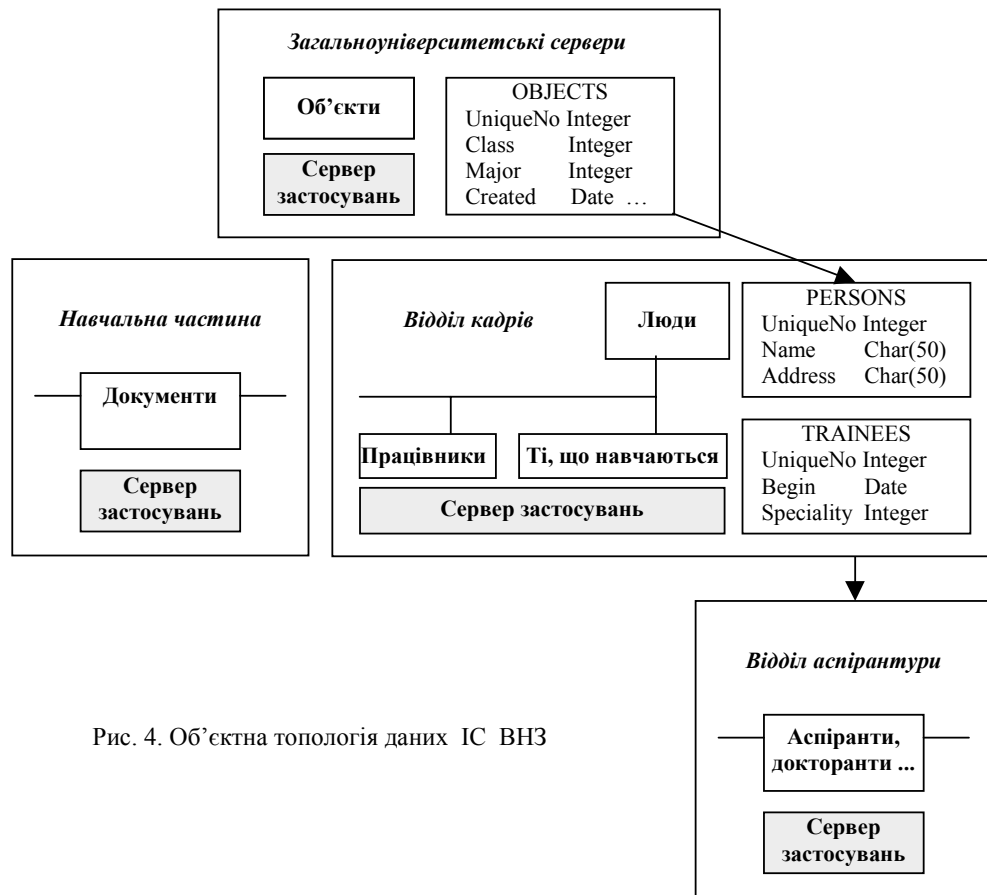 Загальноуніверситетські сервери
Об’єкти
Сервер
застосувань
OBJECTS
UniqueNo Integer
Class Integer
Major Integer
Created Date ...
Навчальна частина
Документи
Сервер
застосувань
Відділ кадрів
Люди
Працівники
Ті, що навчаються
Сервер застосувань
PERSONS
UniqueNo Integer
Name Char(50)
Address Char(50)
TRAINEES
UniqueNo Integer
Begin Date
Speciality Integer
Відділ аспірантури
Аспіранти,
докторанти ...
Сервер
застосувань
Рис. 4. Об’єктна топологія даних ІС ВНЗ